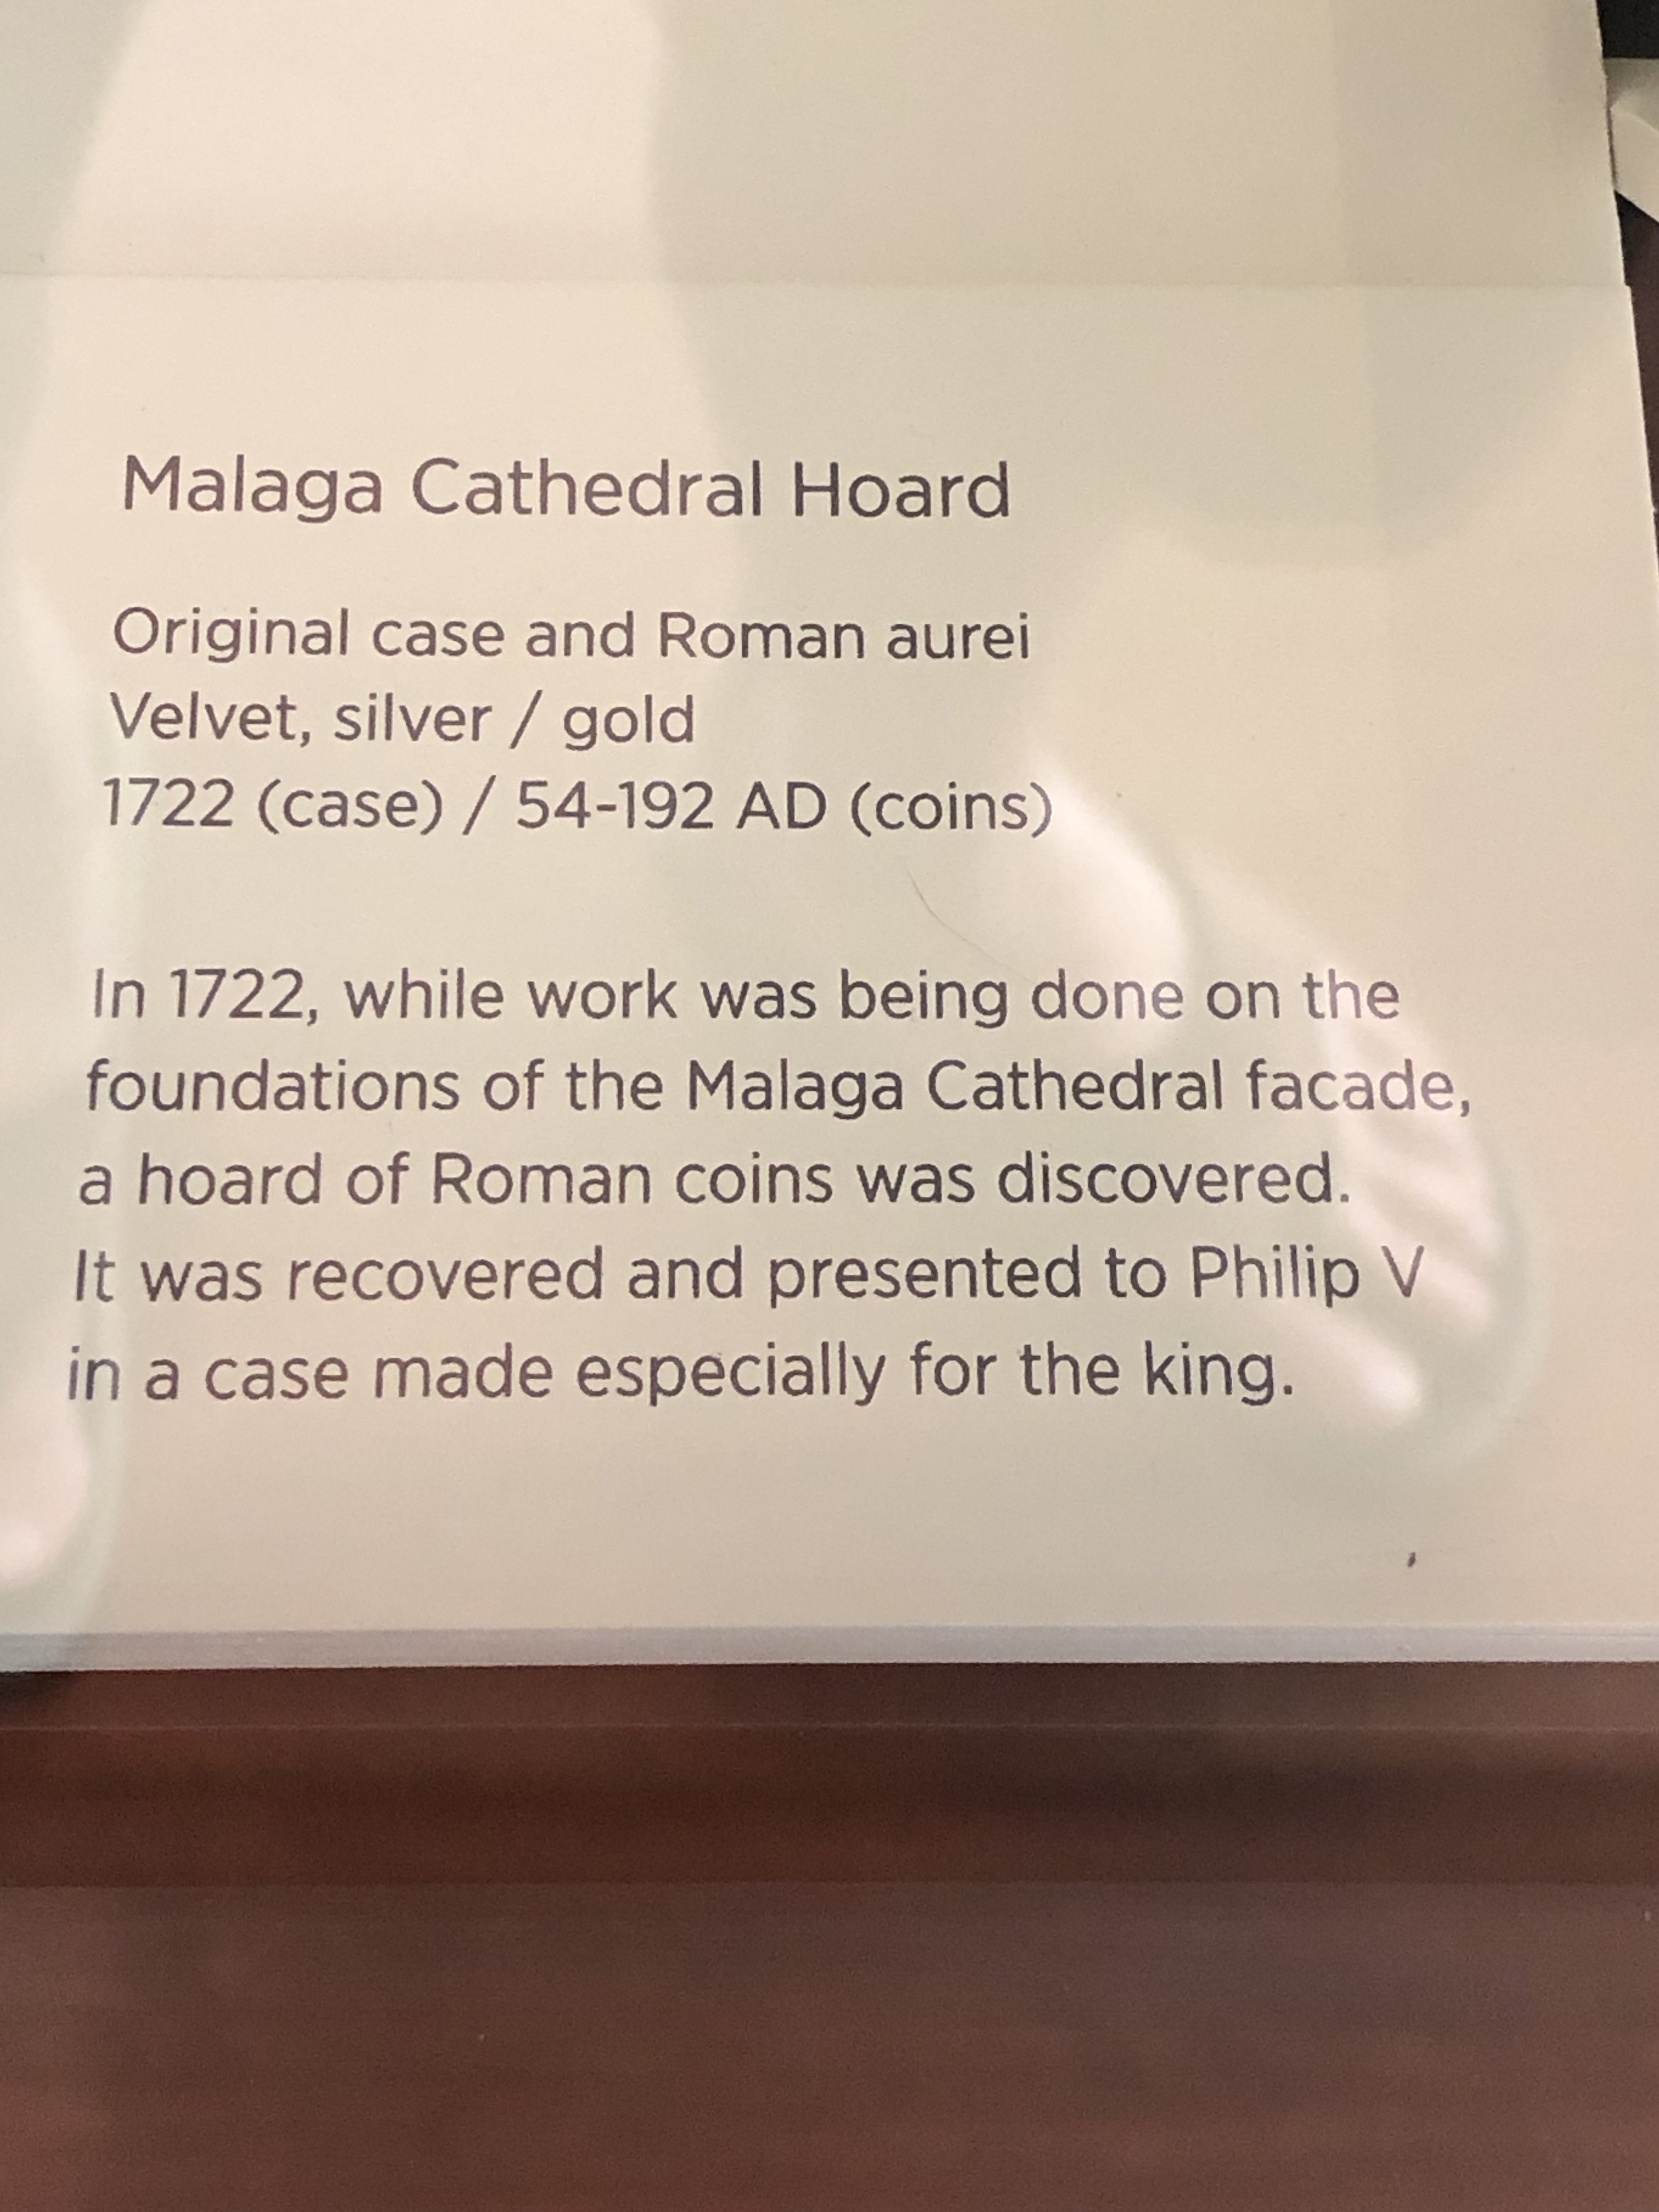 Malaga Cathedral Hoard
Original case and Roman aurei
Velvet, silver / gold
1722 (case) / 54-192 AD (coins)
In 1722, while work was being done on the
foundations of the Malaga Cathedral facade,
a hoard of Roman coins was discovered.
It was recovered and presented to Philip V
in a case made especially for the king.